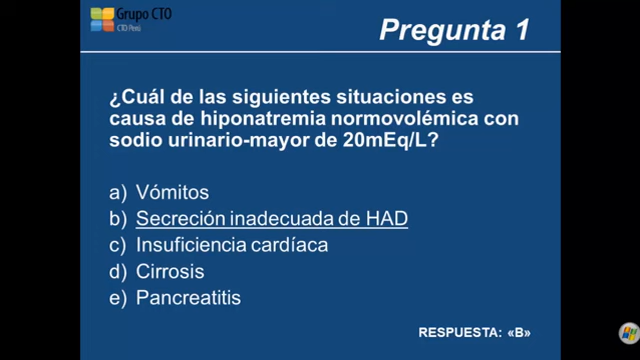 Grupo CTO
CTO Perú
Pregunta 1
¿Cuál de las siguientes situaciones es
causa de hiponatremia normovolémica con
sodio urinario-mayor de 20mEq/L?
a) Vómitos
b) Secreción inadecuada de HAD
c) Insuficiencia cardíaca
d) Cirrosis
e) Pancreatitis
RESPUESTA: «B»